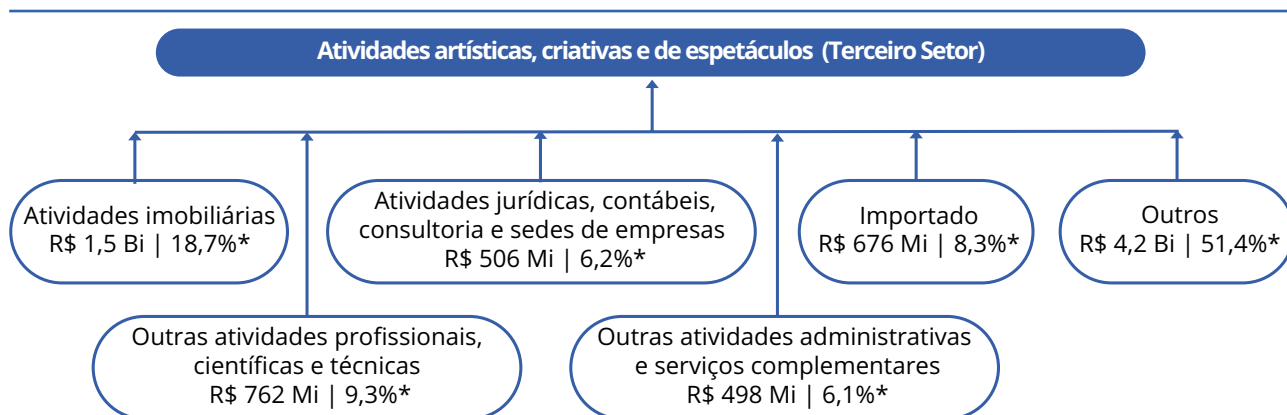 Atividades artísticas, criativas e de espetáculos (Terceiro Setor)
Atividades imobiliárias
R$ 1,5 Bi | 18,7%*
Atividades jurídicas, contábeis,
consultoria e sedes de empresas
R$ 506 Mi | 6,2%*
Importado
R$ 676 Mi | 8,3%*
Outros
R$ 4,2 Bi | 51,4%*
Outras atividades profissionais,
científicas e técnicas
R$ 762 Mi | 9,3%*
Outras atividades administrativas
e serviços complementares
R$ 498 Mi | 6,1%*